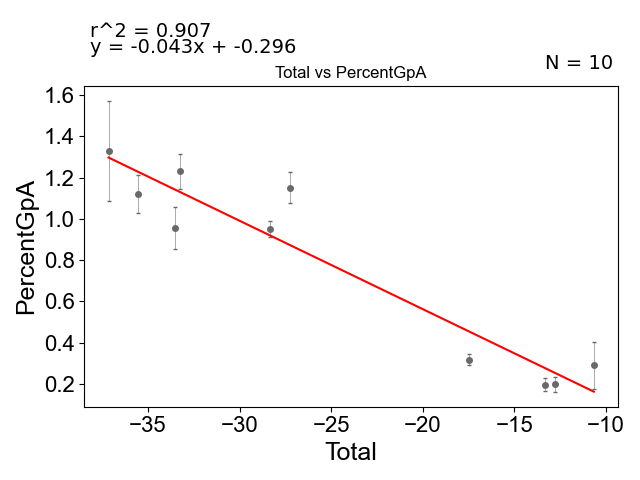 r^2 = 0.907
y = -0.043x + -0.296
N = 10
Total vs PercentGpA
1.6
1.4
1.2
1.0
0.8
0.6
0.4
0.2
PercentGpA
−35 −30 −25 −20 −15 −10
Total